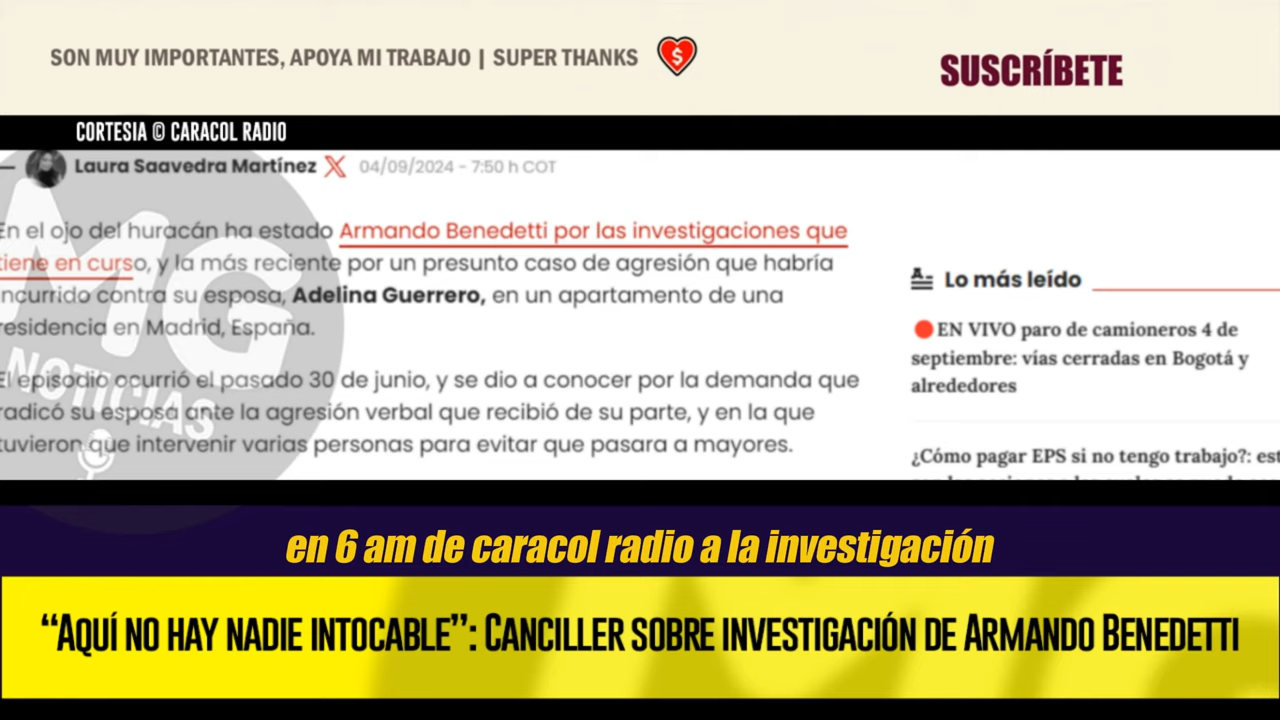 SON MUY IMPORTANTES, APOYA MI TRABAJO | SUPER THANKS
SUSCRÍBETE
CORTESIA © CARACOL RADIO
Laura Saavedra Martínez 04/09/2024 - 7:50 h COT
En el ojo del huracán ha estado Armando Benedetti por las investigaciones que
tiene en curso, y la más reciente por un presunto caso de agresión que habría
incurrido contra su esposa, Adelina Guerrero, en un apartamento de una
residencia en Madrid, España.
El episodio ocurrió el pasado 30 de junio, y se dio a conocer por la demanda que
radicó su esposa ante la agresión verbal que recibió de su parte, y en la que
tuvieron que intervenir varias personas para evitar que pasara a mayores.
Lo más leído
EN VIVO paro de camioneros 4 de
septiembre: vías cerradas en Bogotá y
alrededores
¿Cómo pagar EPS si no tengo trabajo?: est
MG
NOTICIAS
en 6 am de caracol radio a la investigación
“AQUÍ NO HAY NADIE INTOCABLE”: CANCILLER SOBRE INVESTIGACIÓN DE ARMANDO BENEDETTI